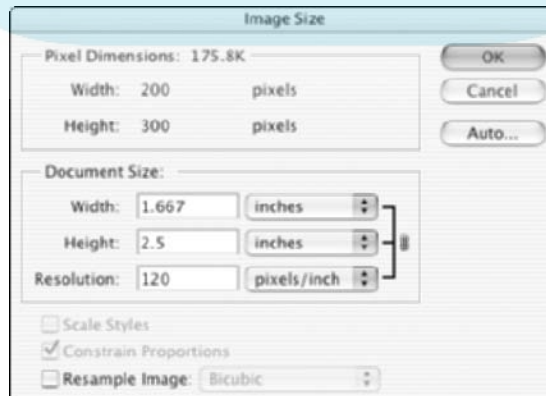 Image Size
Pixel Dimensions: 175.8K
Width: 200 pixels
Height: 300 pixels
OK
Cancel
Auto...
Document Size:
Width: 1.667 inches
Height: 2.5 inches
Resolution: 120 pixels/inch
Scale Styles
Constrain Proportions
Resample Image: Bicubic